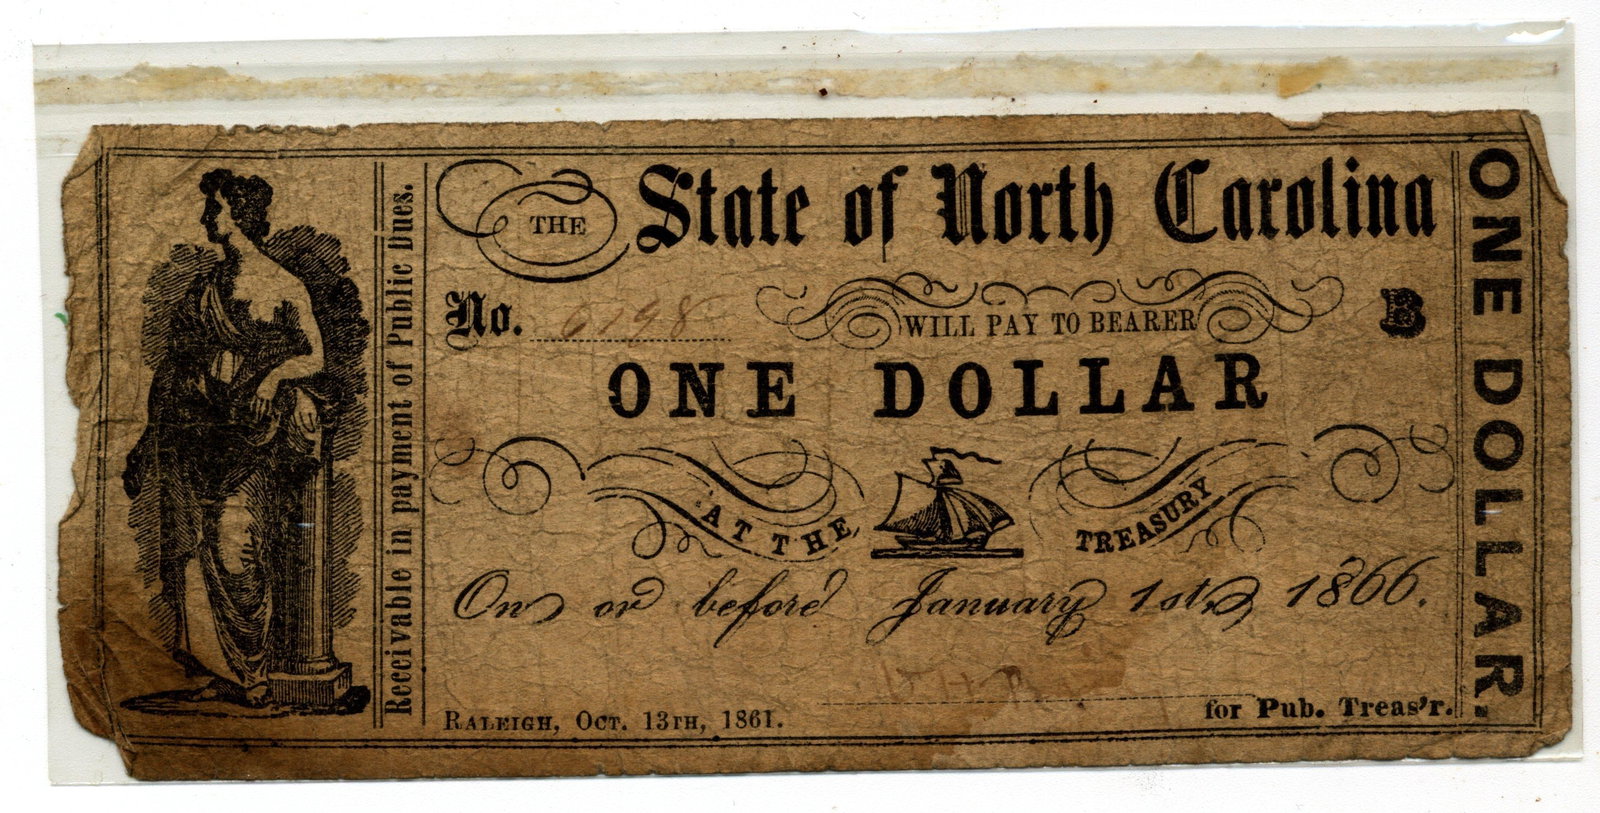 Receivable in payment of Public Dues.
THE State of North Carolina
No. 6798
WILL PAY TO BEARER
B
ONE DOLLAR
AT THE TREASURY
On or before January 1st, 1866.
for Pub. Treas'r.
RALEIGH, OCT. 13TH, 1861.
ONE DOLLAR.